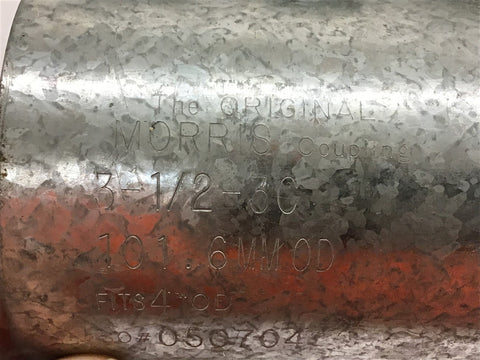 The ORIGINAL
MORRIS Coupling
3-1/2-3C
101.6MM OD
FITS 4" OD
o#050704